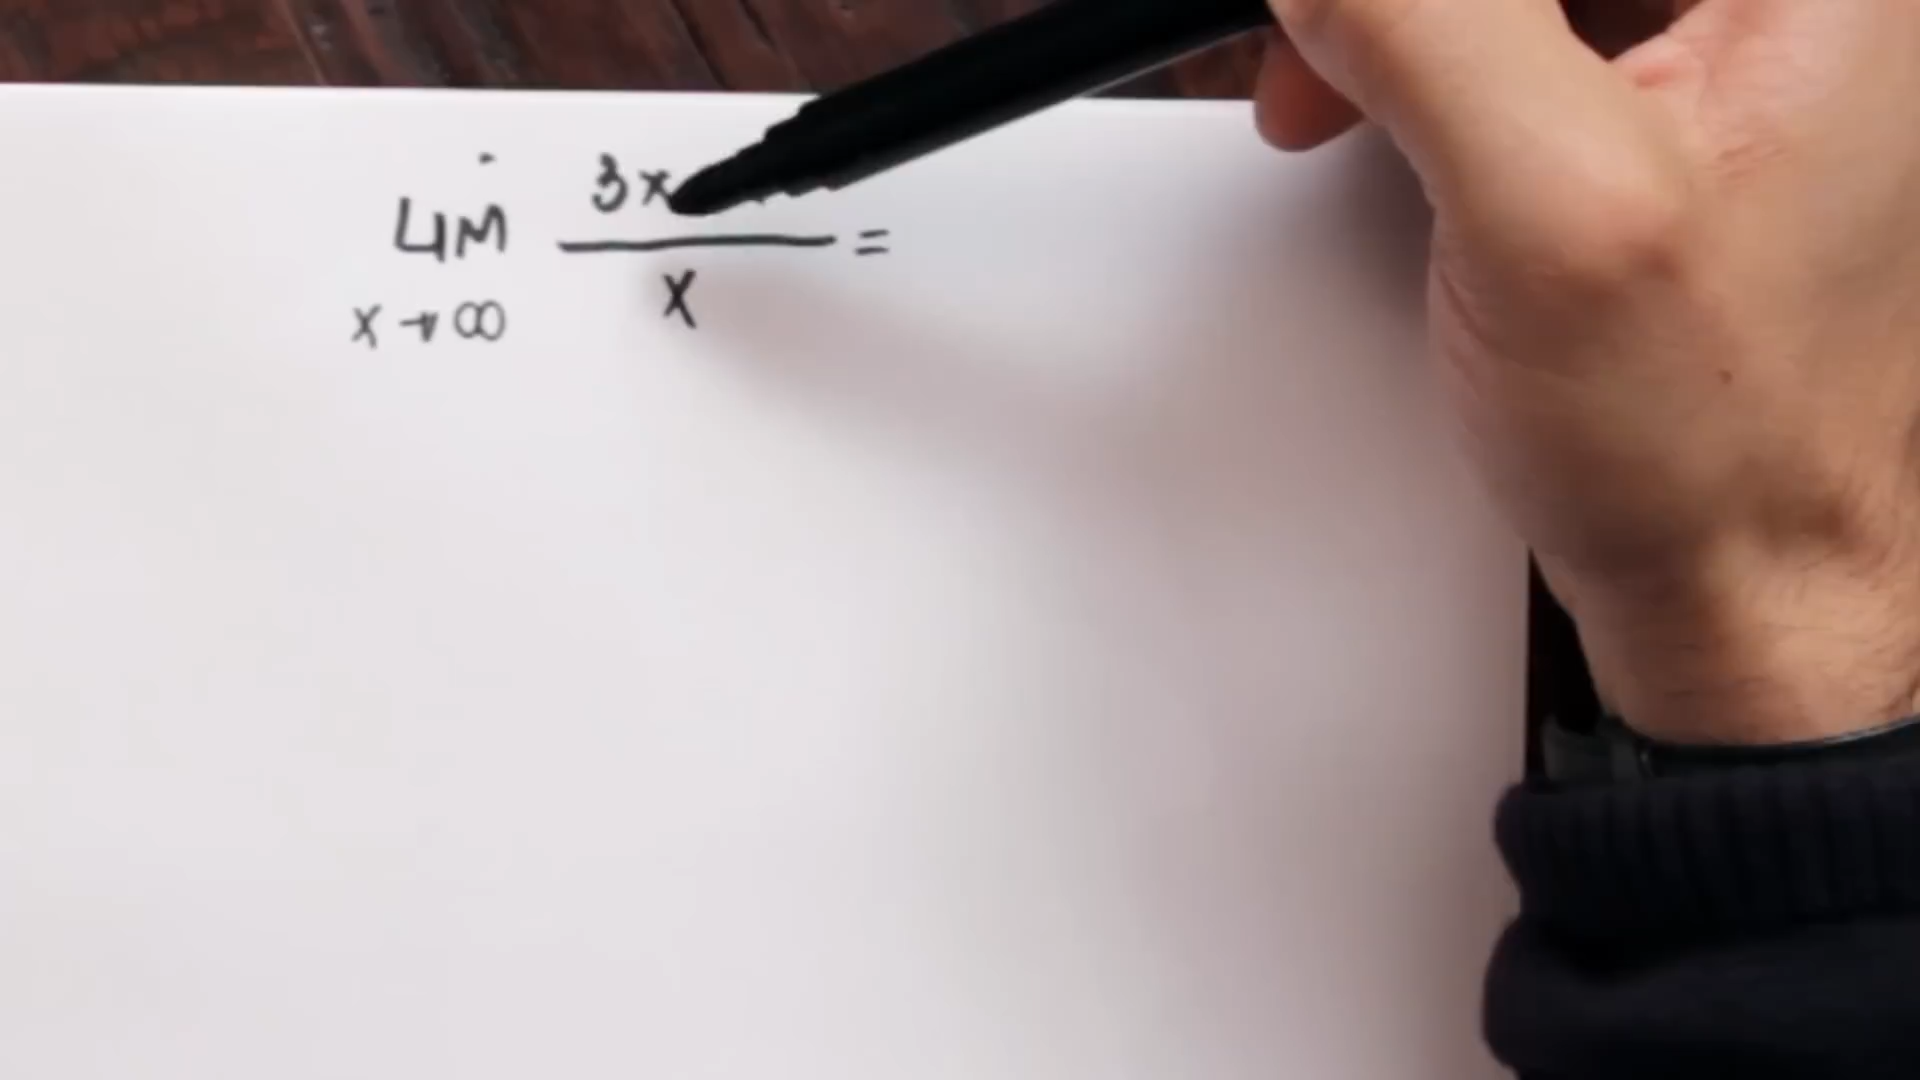 LIM 3x
x =
x → ∞